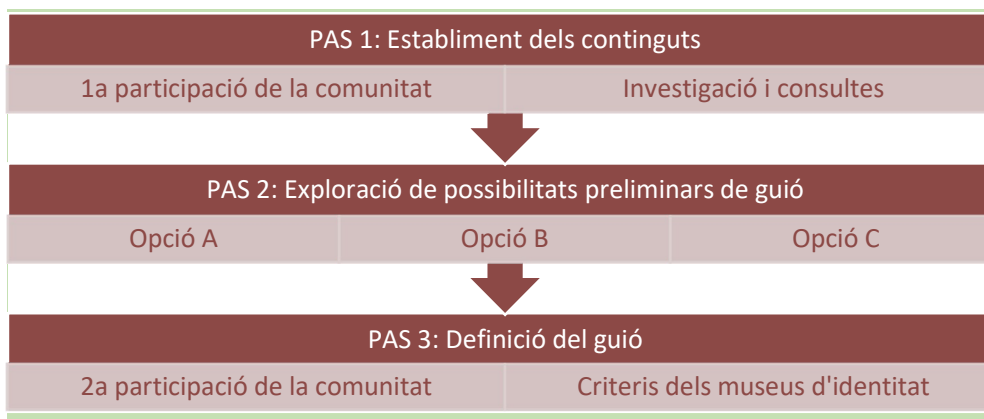 PAS 1: Establiment dels continguts
1a participació de la comunitat
Investigació i consultes
PAS 2: Exploració de possibilitats preliminars de guió
Opció A
Opció B
Opció C
PAS 3: Definició del guió
2a participació de la comunitat
Criteris dels museus d'identitat